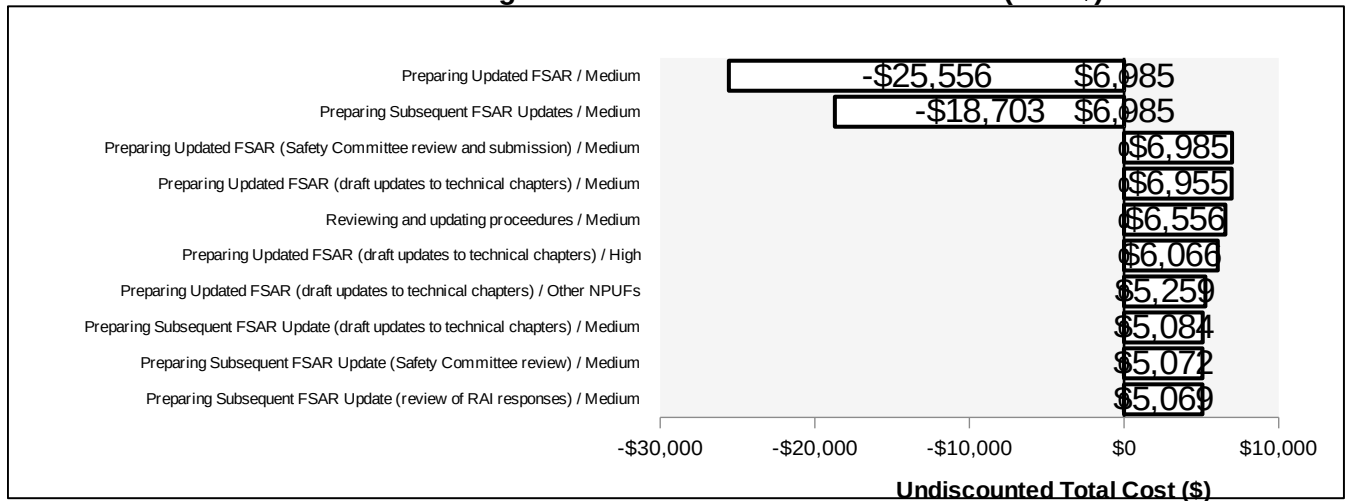 Preparing Updated FSAR / Medium -$25,556 $6,985
Preparing Subsequent FSAR Updates / Medium -$18,703 $6,985
Preparing Updated FSAR (Safety Committee review and submission) / Medium 0 $6,985
Preparing Updated FSAR (draft updates to technical chapters) / Medium 0 $6,955
Reviewing and updating proceedures / Medium 0 $6,556
Preparing Updated FSAR (draft updates to technical chapters) / High 0 $6,066
Preparing Updated FSAR (draft updates to technical chapters) / Other NPUFs $5,259
Preparing Subsequent FSAR Update (draft updates to technical chapters) / Medium $5,084
Preparing Subsequent FSAR Update (Safety Committee review) / Medium $5,072
Preparing Subsequent FSAR Update (review of RAI responses) / Medium $5,069
-$30,000 -$20,000 -$10,000 $0 $10,000
Undiscounted Total Cost ($)